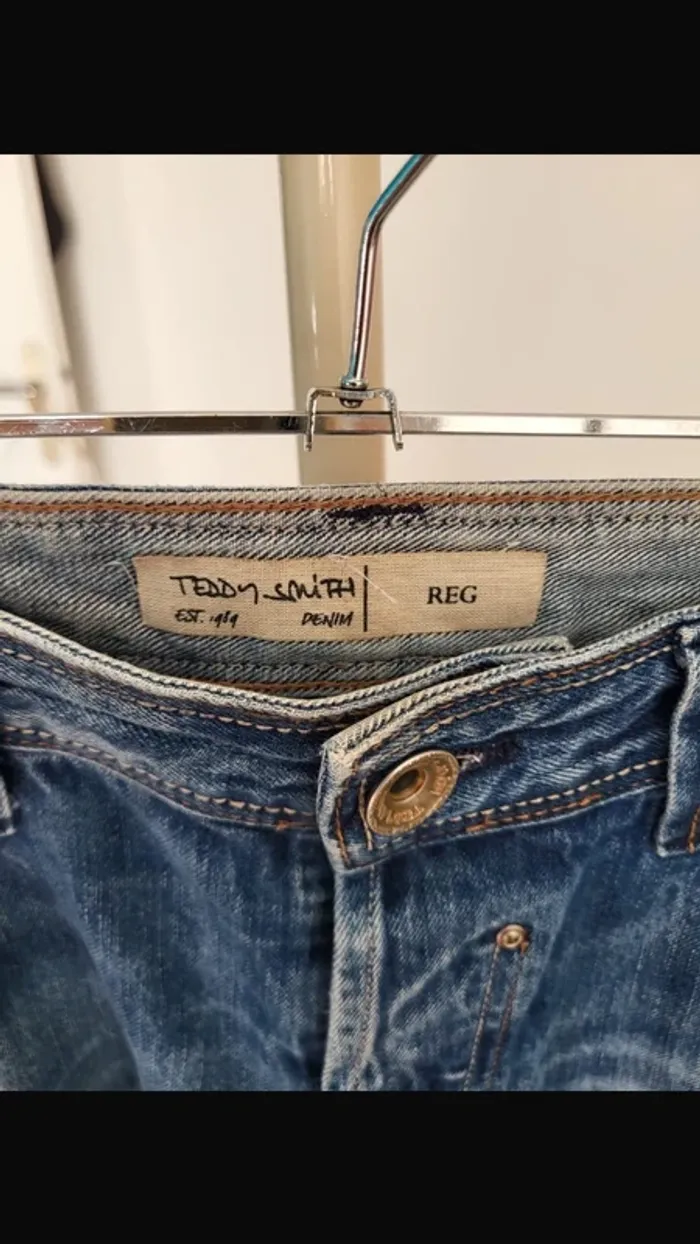 TEDDY SMITH
EST. 1989 DENIM
REG